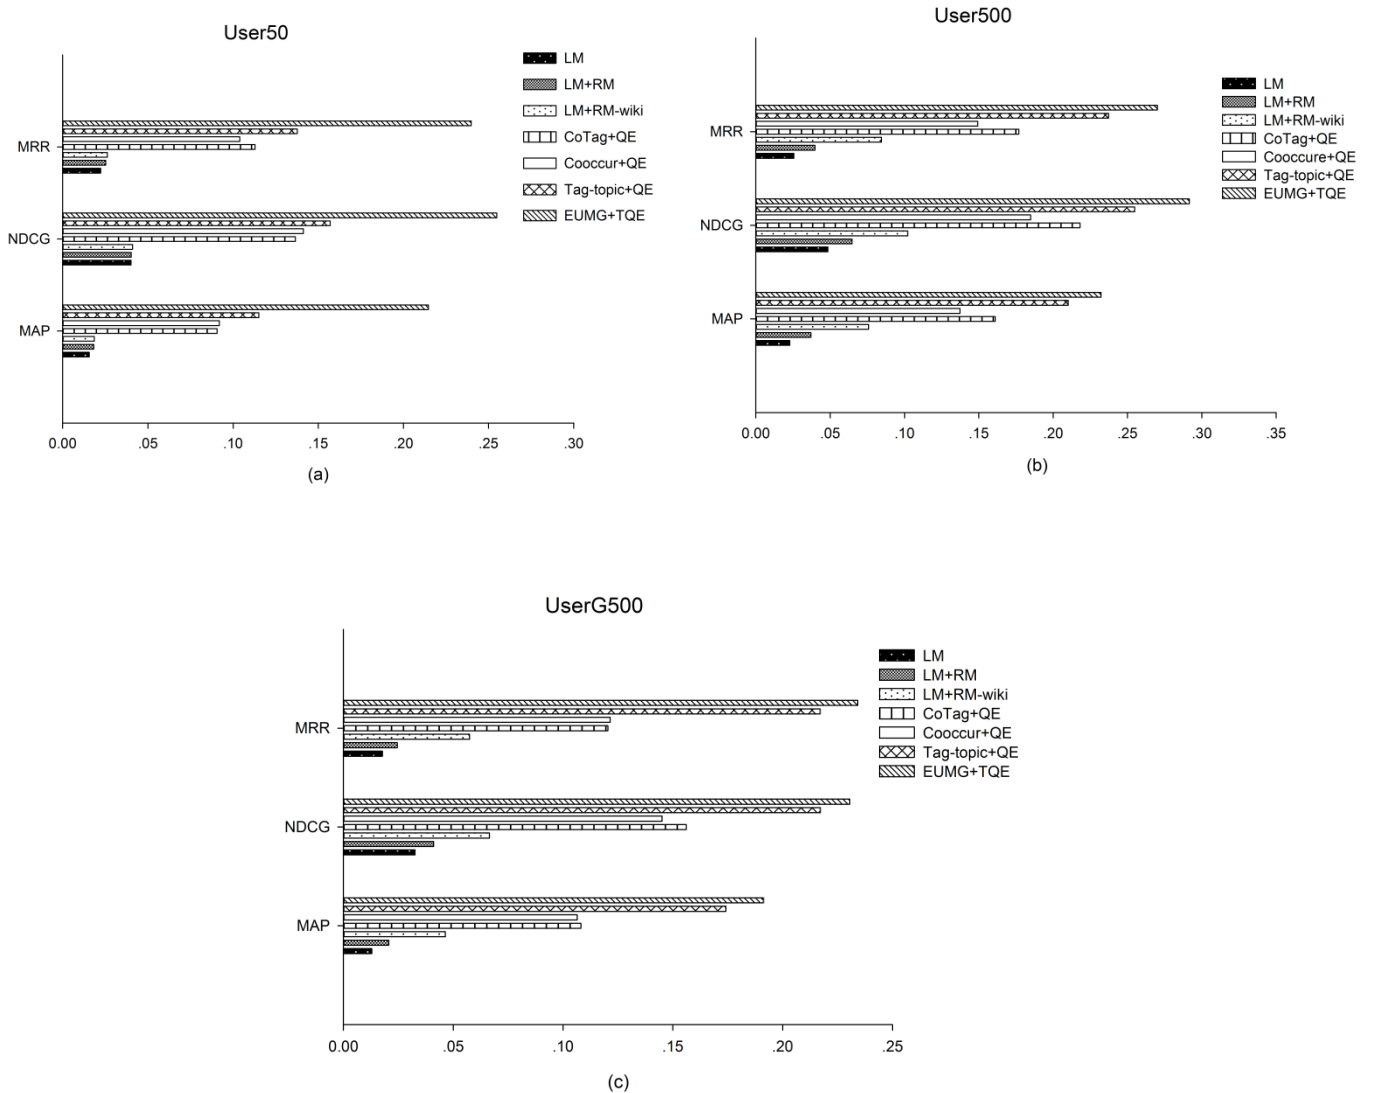 User50
LM
LM+RM
LM+RM-wiki
CoTag+QE
Cooccur+QE
Tag-topic+QE
EUMG+TQE
MRR
NDCG
MAP
0.00 .05 .10 .15 .20 .25 .30
(a)
User500
LM
LM+RM
LM+RM-wiki
CoTag+QE
Cooccure+QE
Tag-topic+QE
EUMG+TQE
MRR
NDCG
MAP
0.00 .05 .10 .15 .20 .25 .30 .35
(b)
UserG500
LM
LM+RM
LM+RM-wiki
CoTag+QE
Cooccur+QE
Tag-topic+QE
EUMG+TQE
MRR
NDCG
MAP
0.00 .05 .10 .15 .20 .25
(c)